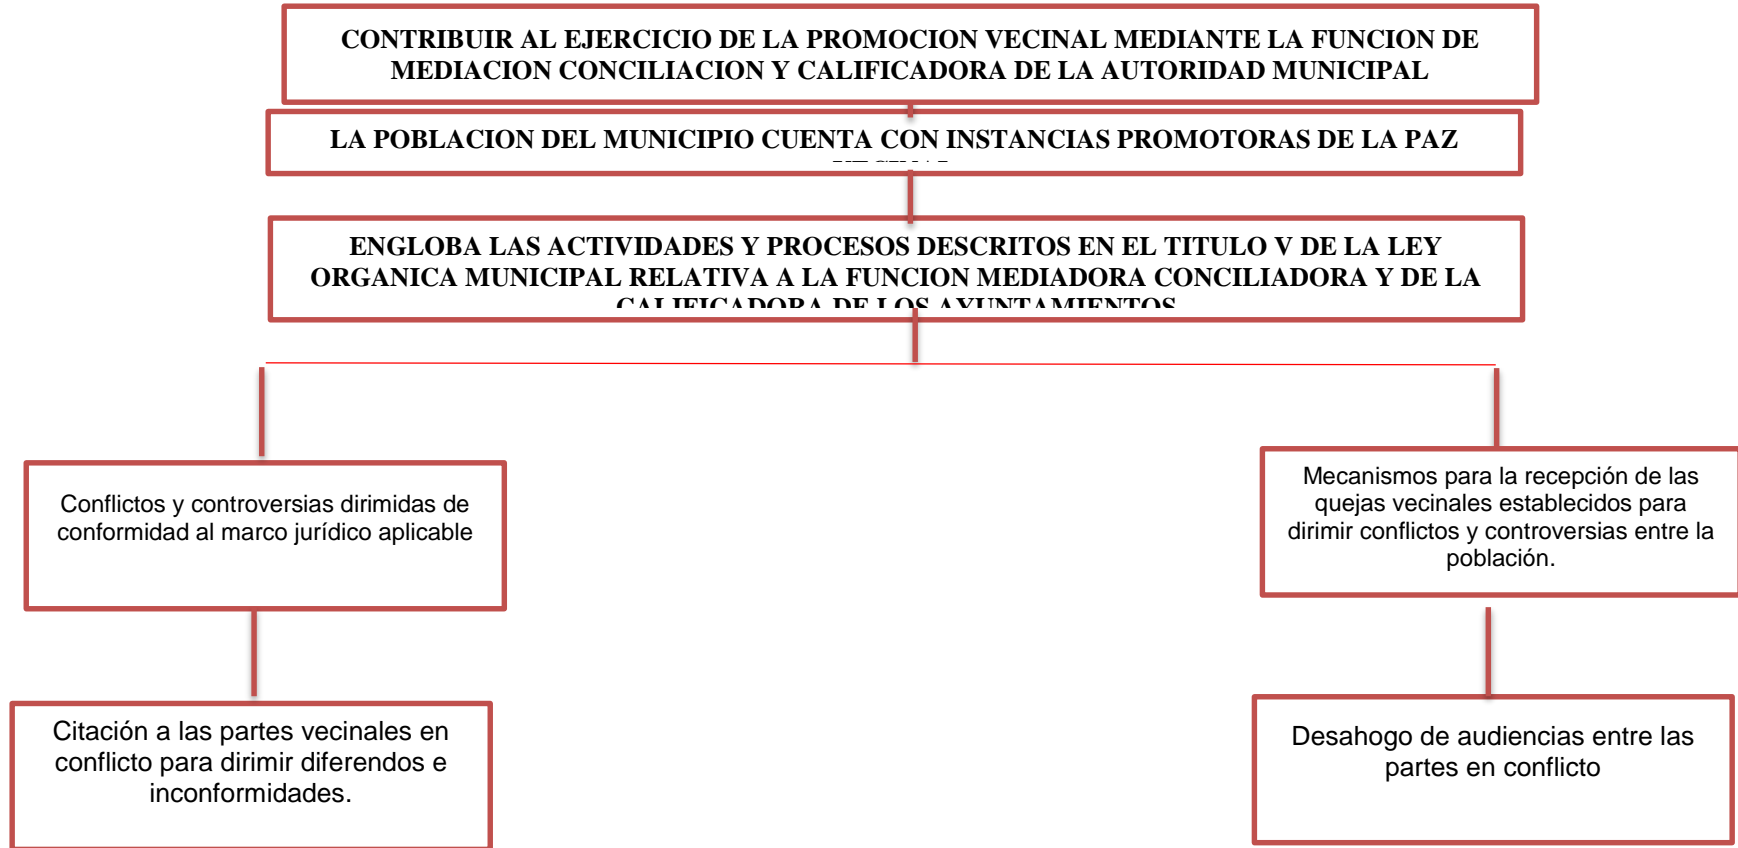 CONTRIBUIR AL EJERCICIO DE LA PROMOCION VECINAL MEDIANTE LA FUNCION DE
MEDIACION CONCILIACION Y CALIFICADORA DE LA AUTORIDAD MUNICIPAL
LA POBLACION DEL MUNICIPIO CUENTA CON INSTANCIAS PROMOTORAS DE LA PAZ
ENGLOBA LAS ACTIVIDADES Y PROCESOS DESCRITOS EN EL TITULO V DE LA LEY
ORGANICA MUNICIPAL RELATIVA A LA FUNCION MEDIADORA CONCILIADORA Y DE LA
CALIFICADORA DE LOS AYUNTAMIENTOS
Conflictos y controversias dirimidas de
conformidad al marco jurídico aplicable
Mecanismos para la recepción de las
quejas vecinales establecidos para
dirimir conflictos y controversias entre la
población.
Citación a las partes vecinales en
conflicto para dirimir diferendos e
inconformidades.
Desahogo de audiencias entre las
partes en conflicto